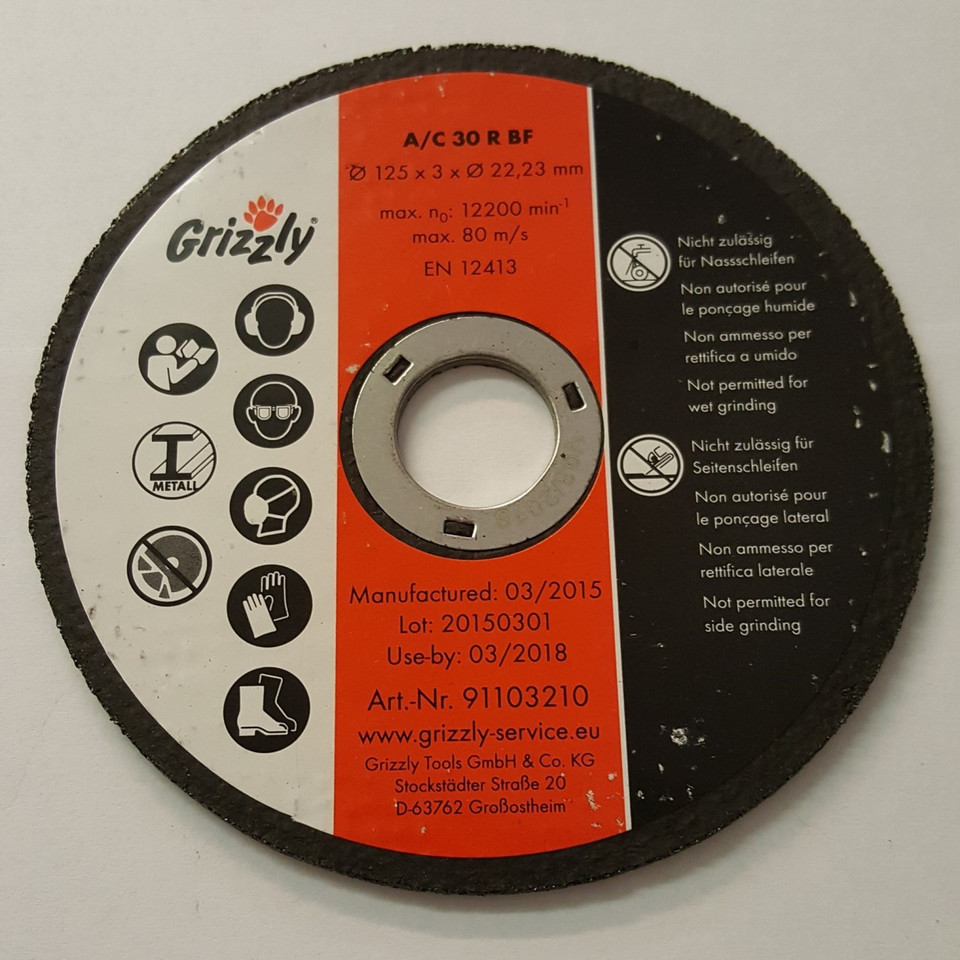 A/C 30 R BF
Ø 125 x 3 x Ø 22,23 mm
max. n₀: 12200 min⁻¹
max. 80 m/s
EN 12413
Grizzly®
METALL
Nicht zulässig
für Nassschleifen
Non autorisé pour
le ponçage humide
Non ammesso per
rettifica a umido
Not permitted for
wet grinding
Nicht zulässig für
Seitenschleifen
Non autorisé pour
le ponçage lateral
Non ammesso per
rettifica laterale
Not permitted for
side grinding
V03/2018
Manufactured: 03/2015
Lot: 20150301
Use-by: 03/2018
Art.-Nr. 91103210
www.grizzly-service.eu
Grizzly Tools GmbH & Co. KG
Stockstädter Straße 20
D-63762 Großostheim